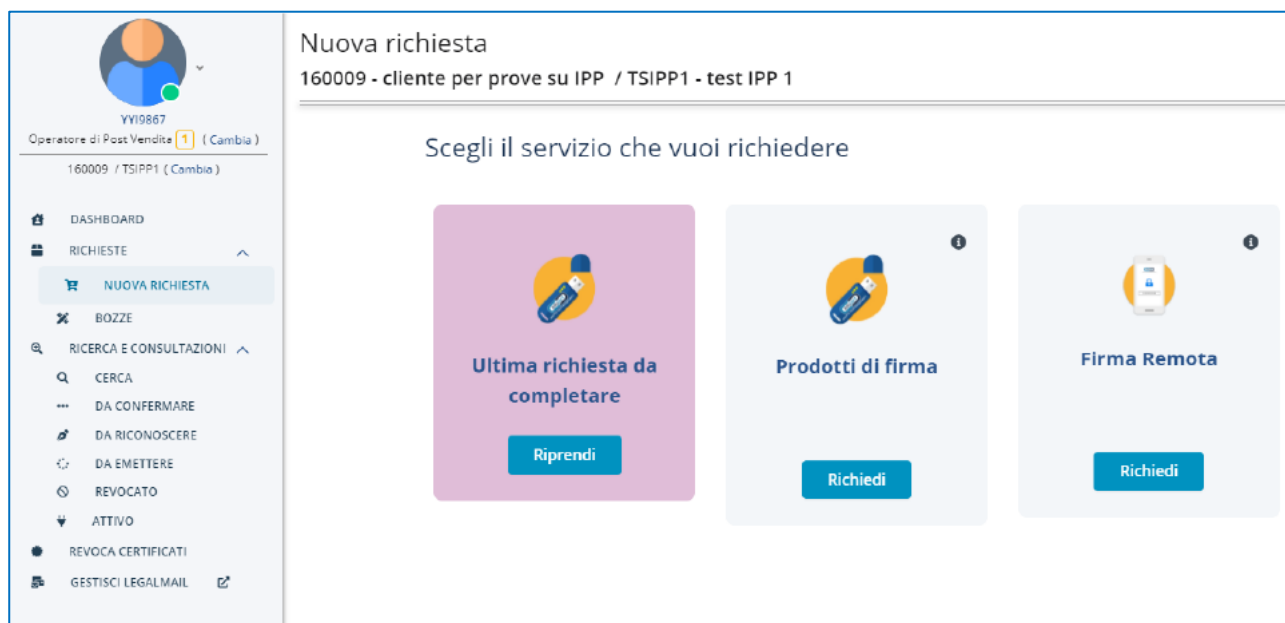 YYI9867
Operatore di Post Vendita 1 ( Cambia )
160009 / TSIPP1 ( Cambia )
DASHBOARD
RICHIESTE
NUOVA RICHIESTA
BOZZE
RICERCA E CONSULTAZIONI
CERCA
DA CONFERMARE
DA RICONOSCERE
DA EMETTERE
REVOCATO
ATTIVO
REVOCA CERTIFICATI
GESTISCI LEGALMAIL
Nuova richiesta
160009 - cliente per prove su IPP / TSIPP1 - test IPP 1
Scegli il servizio che vuoi richiedere
Ultima richiesta da
completare
Riprendi
Prodotti di firma
Richiedi
Firma Remota
Richiedi